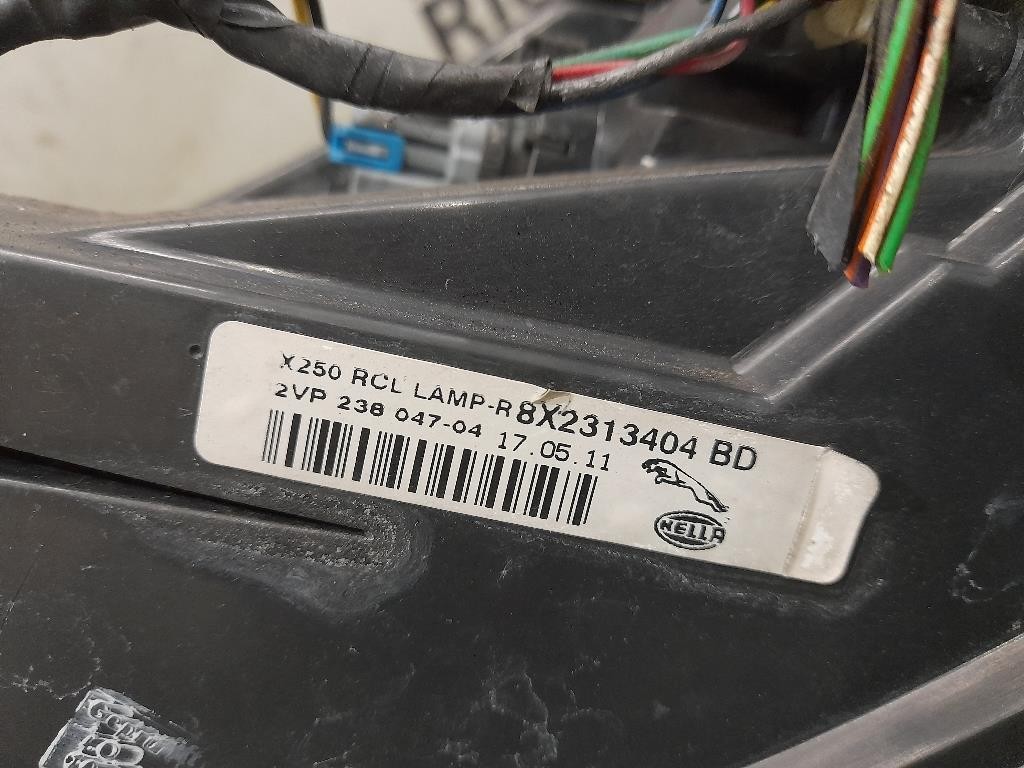 X250 RCL LAMP-R 8X2313404 BD
2VP 238 047-04 17.05.11
HELLA